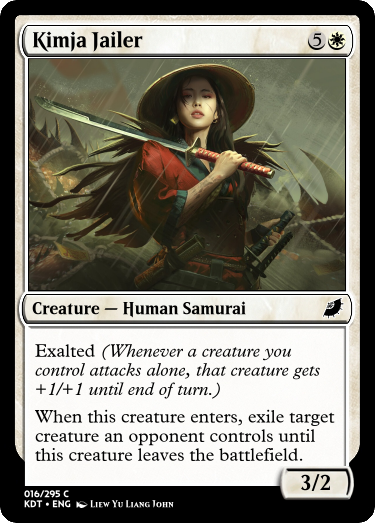 Kimja Jailer 5
Creature — Human Samurai
Exalted (Whenever a creature you
control attacks alone, that creature gets
+1/+1 until end of turn.)
When this creature enters, exile target
creature an opponent controls until
this creature leaves the battlefield.
3/2
016/295 C
KDT • ENG Liew Yu Liang John